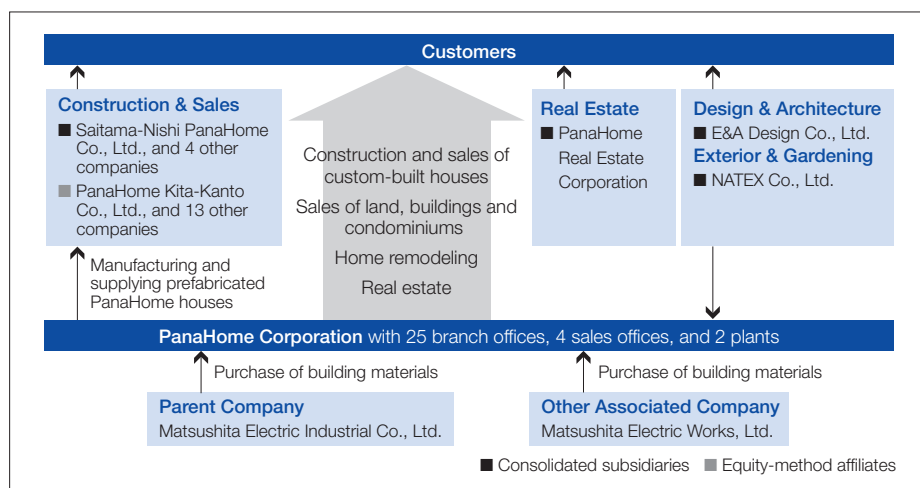 Customers
Construction & Sales
■ Saitama-Nishi PanaHome
Co., Ltd., and 4 other
companies
■ PanaHome Kita-Kanto
Co., Ltd., and 13 other
companies
Manufacturing and
supplying prefabricated
PanaHome houses
Construction and sales of
custom-built houses
Sales of land, buildings and
condominiums
Home remodeling
Real estate
Real Estate
■ PanaHome
Real Estate
Corporation
Design & Architecture
■ E&A Design Co., Ltd.
Exterior & Gardening
■ NATEX Co., Ltd.
PanaHome Corporation with 25 branch offices, 4 sales offices, and 2 plants
Purchase of building materials
Parent Company
Matsushita Electric Industrial Co., Ltd.
Purchase of building materials
Other Associated Company
Matsushita Electric Works, Ltd.
■ Consolidated subsidiaries ■ Equity-method affiliates